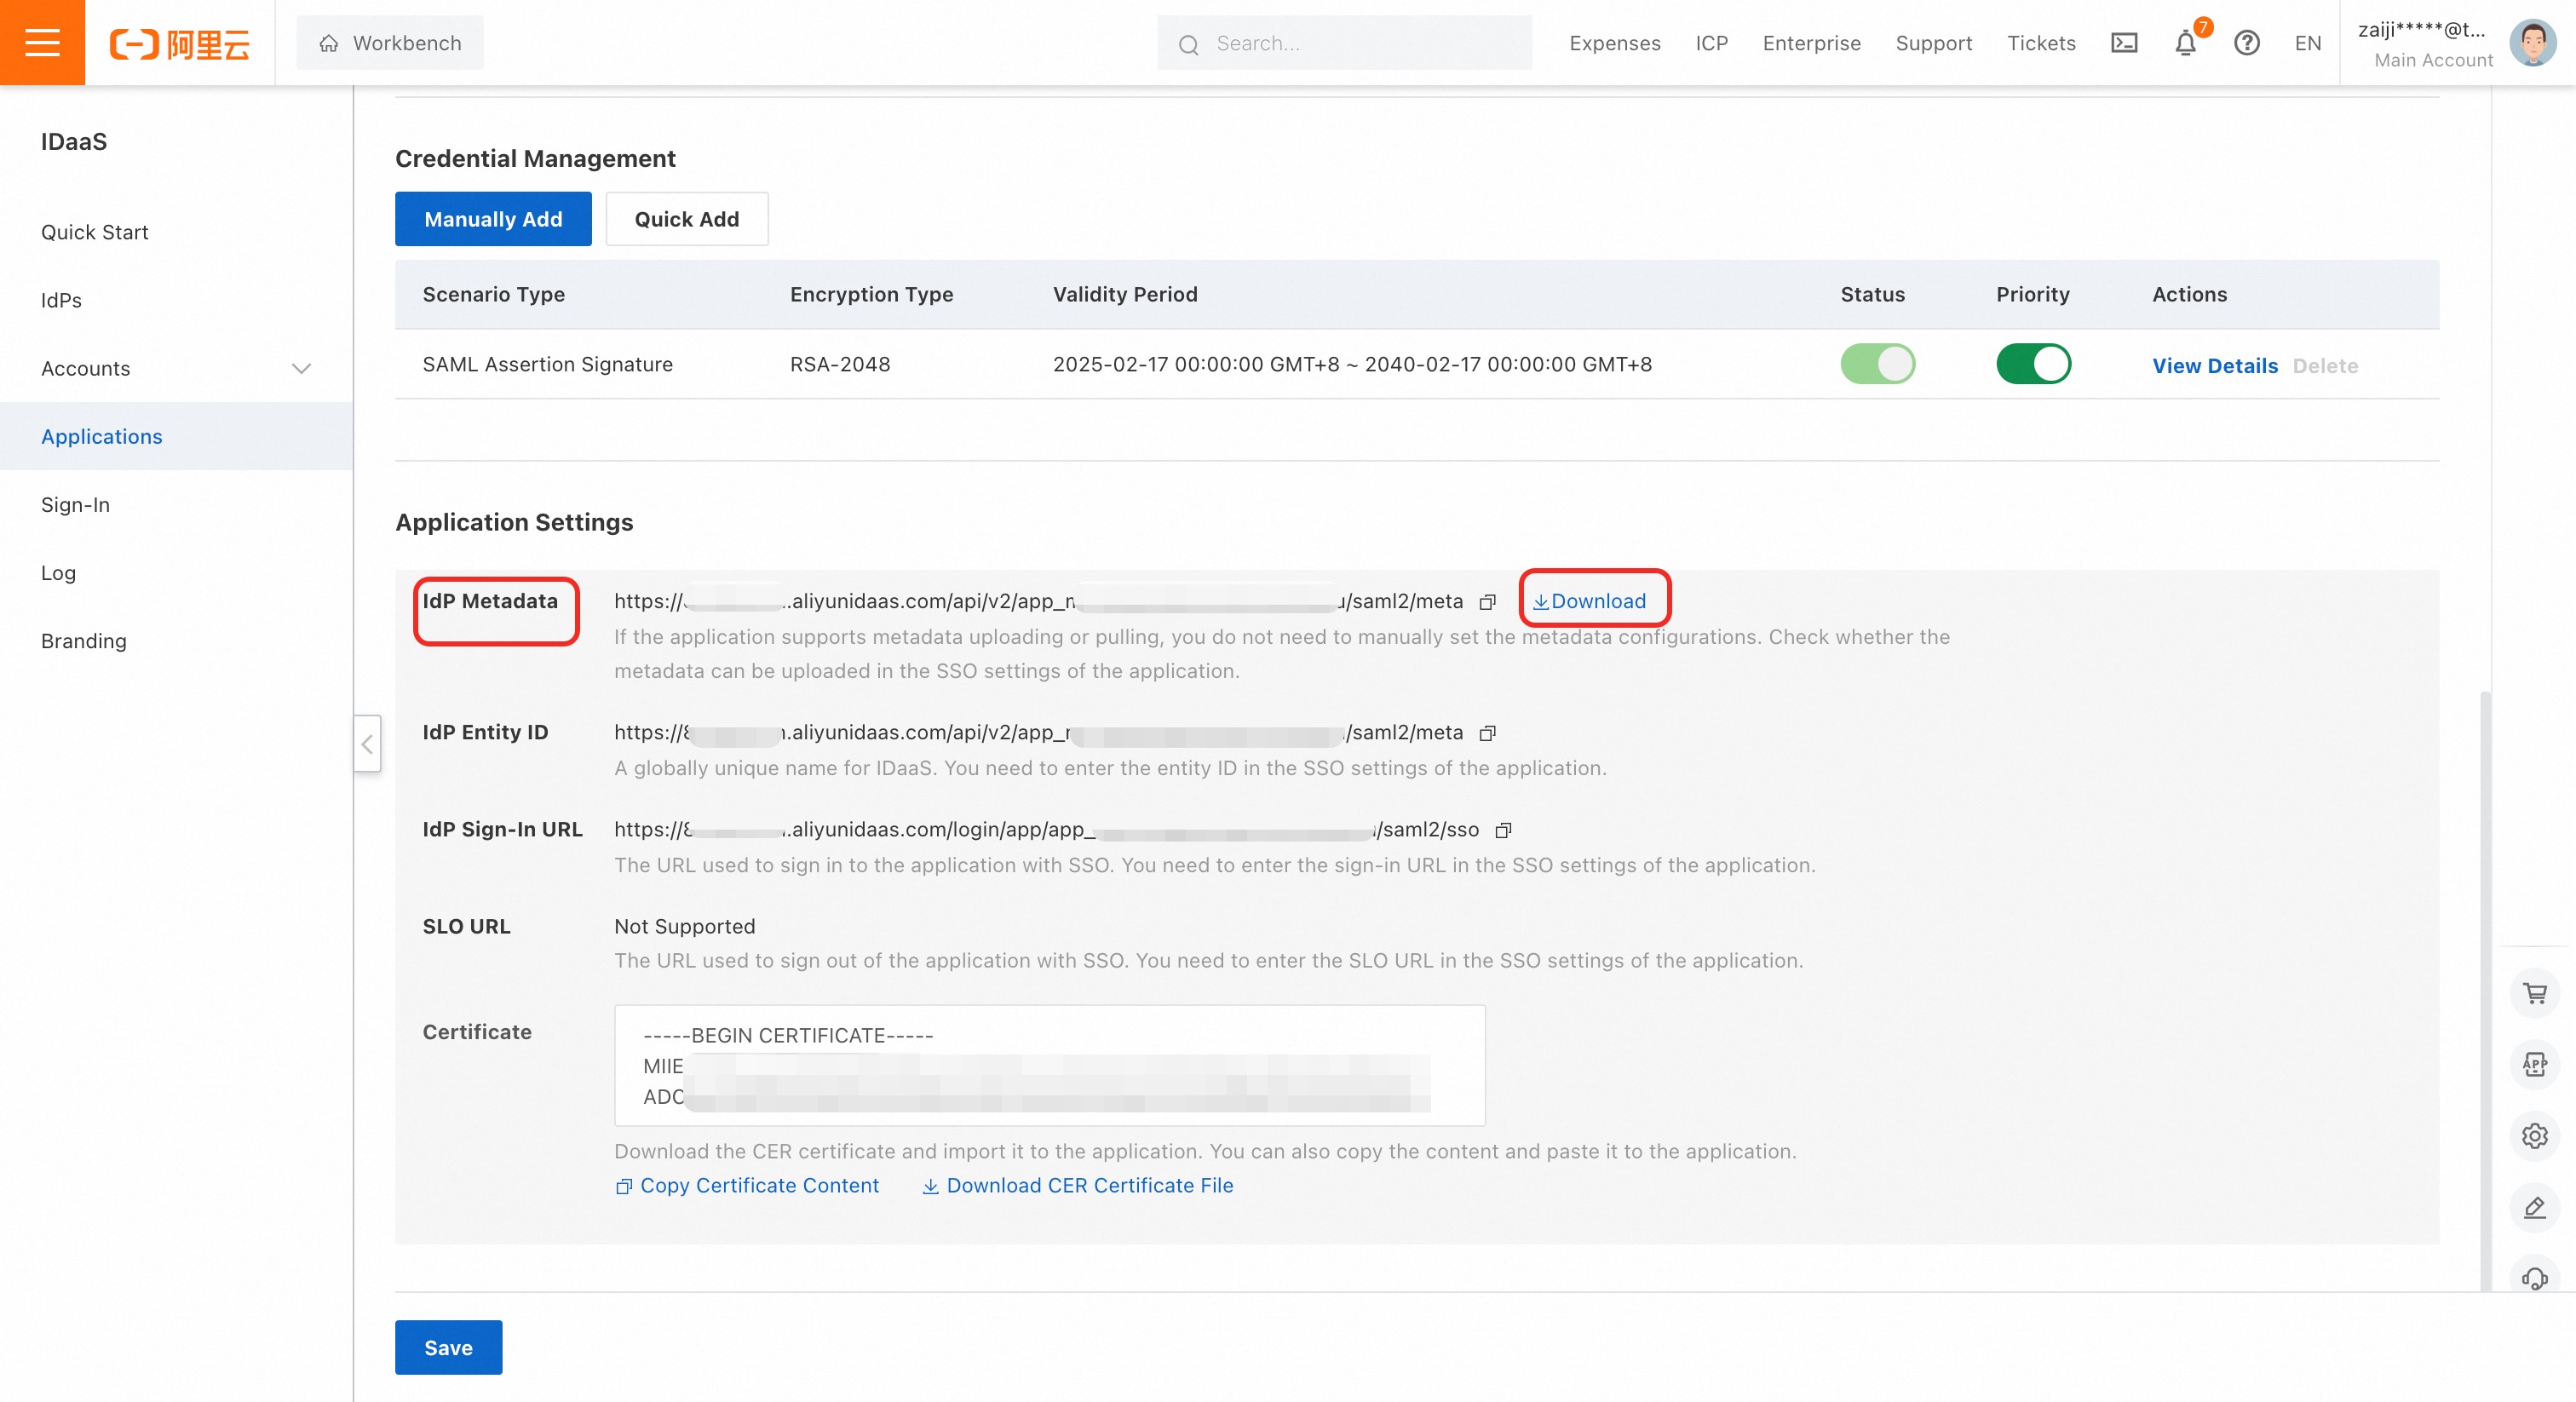 阿里云
Workbench
Search...
Expenses
ICP
Enterprise
Support
Tickets
7
EN
zaiji*****@t...
Main Account
IDaaS
Quick Start
IdPs
Accounts
Applications
Sign-In
Log
Branding
Credential Management
Manually Add
Quick Add
Scenario Type Encryption Type Validity Period Status Priority Actions
SAML Assertion Signature RSA-2048 2025-02-17 00:00:00 GMT+8 ~ 2040-02-17 00:00:00 GMT+8 View Details Delete
Application Settings
IdP Metadata https:// .aliyunidaas.com/api/v2/app_ /saml2/meta Download
If the application supports metadata uploading or pulling, you do not need to manually set the metadata configurations. Check whether the
metadata can be uploaded in the SSO settings of the application.
IdP Entity ID https:// .aliyunidaas.com/api/v2/app_ /saml2/meta
A globally unique name for IDaaS. You need to enter the entity ID in the SSO settings of the application.
IdP Sign-In URL https:// .aliyunidaas.com/login/app/app_ /saml2/sso
The URL used to sign in to the application with SSO. You need to enter the sign-in URL in the SSO settings of the application.
SLO URL Not Supported
The URL used to sign out of the application with SSO. You need to enter the SLO URL in the SSO settings of the application.
Certificate
-----BEGIN CERTIFICATE-----
MIIE
Download the CER certificate and import it to the application. You can also copy the content and paste it to the application.
Copy Certificate Content Download CER Certificate File
APP
Save